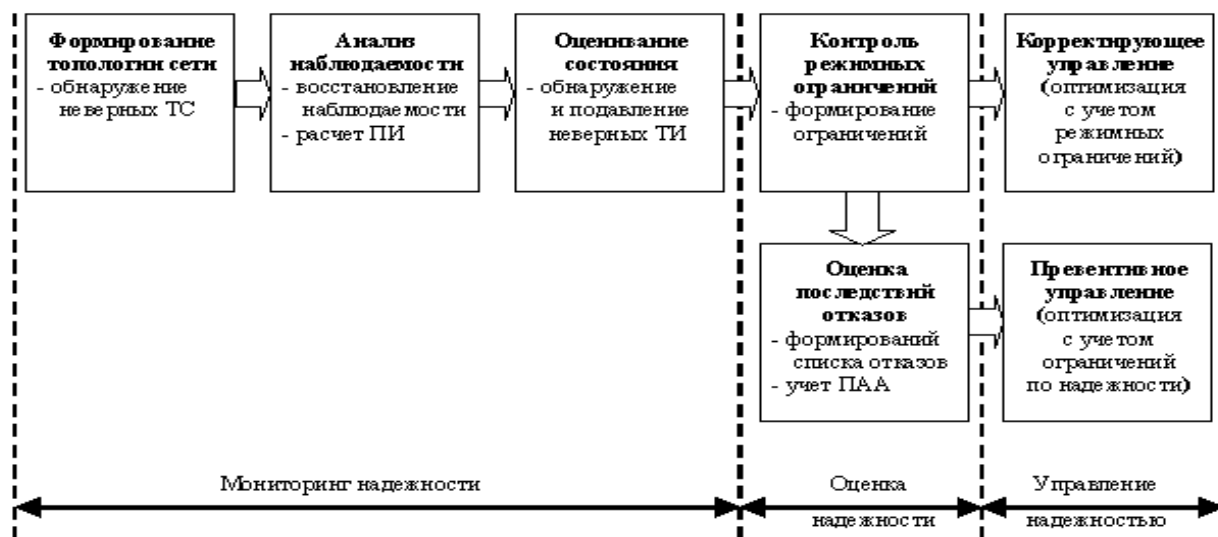 Формирование
топологии сети
- обнаружение
неверных ТС
Анализ
наблюдаемости
- восстановление
наблюдаемости
- расчет ПИ
Оценивание
состояния
- обнаружение
и подавление
неверных ТИ
Контроль
режимных
ограничений
- формирование
ограничений
Корректирующее
управление
(оптимизация
с учетом
режимных
ограничений)
Оценка
последствий
отказов
- формирований
списка отказов
- учет ПАА
Превентивное
управление
(оптимизация
с учетом
ограничений
по надежности)
Мониторинг надежности
Оценка
надежности
Управление
надежностью